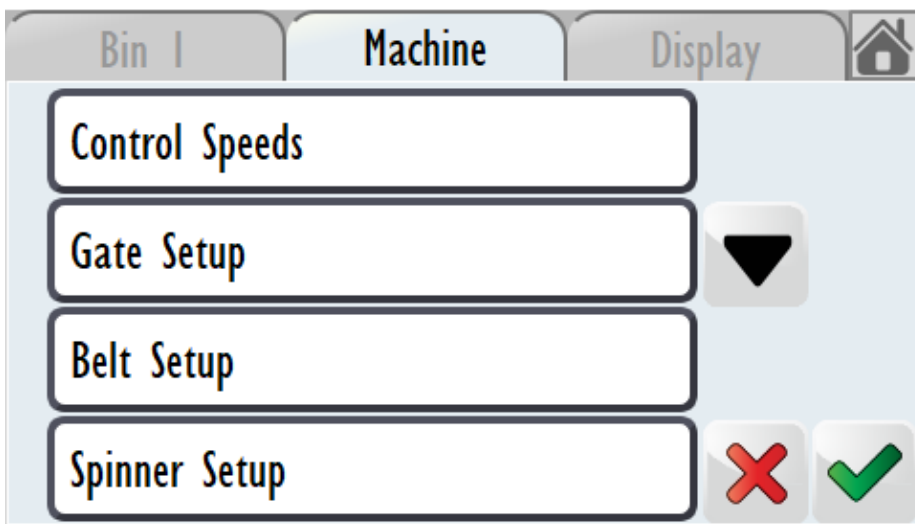 Bin 1 Machine Display
Control Speeds
Gate Setup
Belt Setup
Spinner Setup